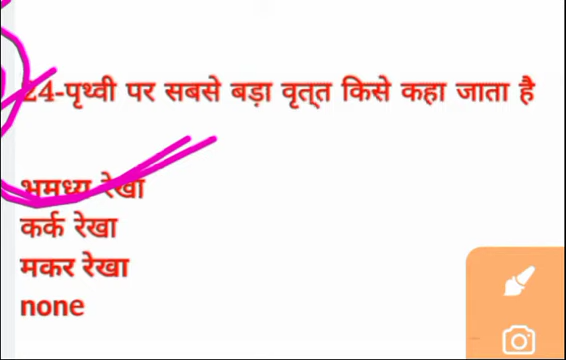 24-पृथ्वी पर सबसे बड़ा वृत्त किसे कहा जाता है
भूमध्य रेखा
कर्क रेखा
मकर रेखा
none